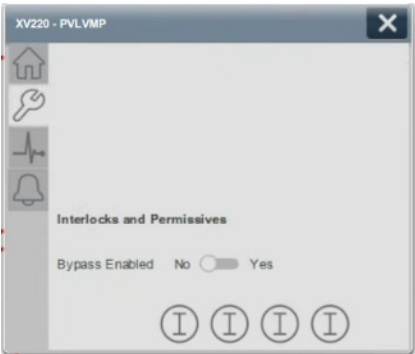 XV220 - PVLVMP
Interlocks and Permissives
Bypass Enabled No Yes
I I I I